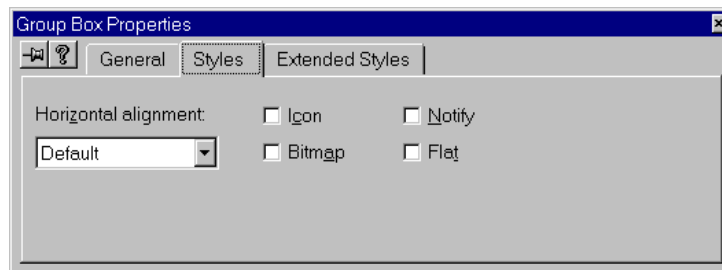 Group Box Properties
General Styles Extended Styles
Horizontal alignment: Icon Notify
Default Bitmap Flat